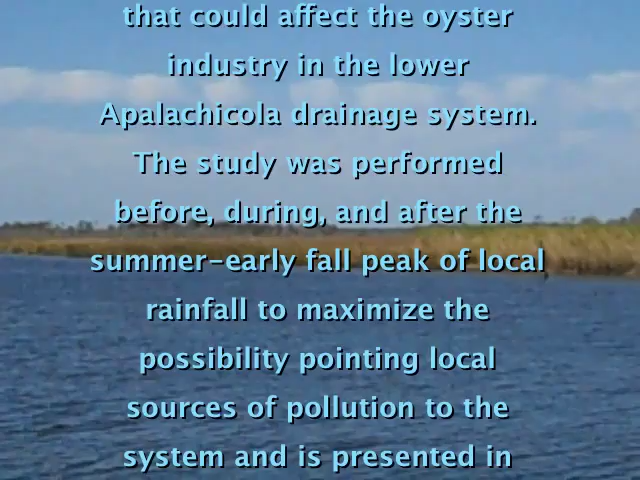 that could affect the oyster
industry in the lower
Apalachicola drainage system.
The study was performed
before, during, and after the
summer-early fall peak of local
rainfall to maximize the
possibility pointing local
sources of pollution to the
system and is presented in